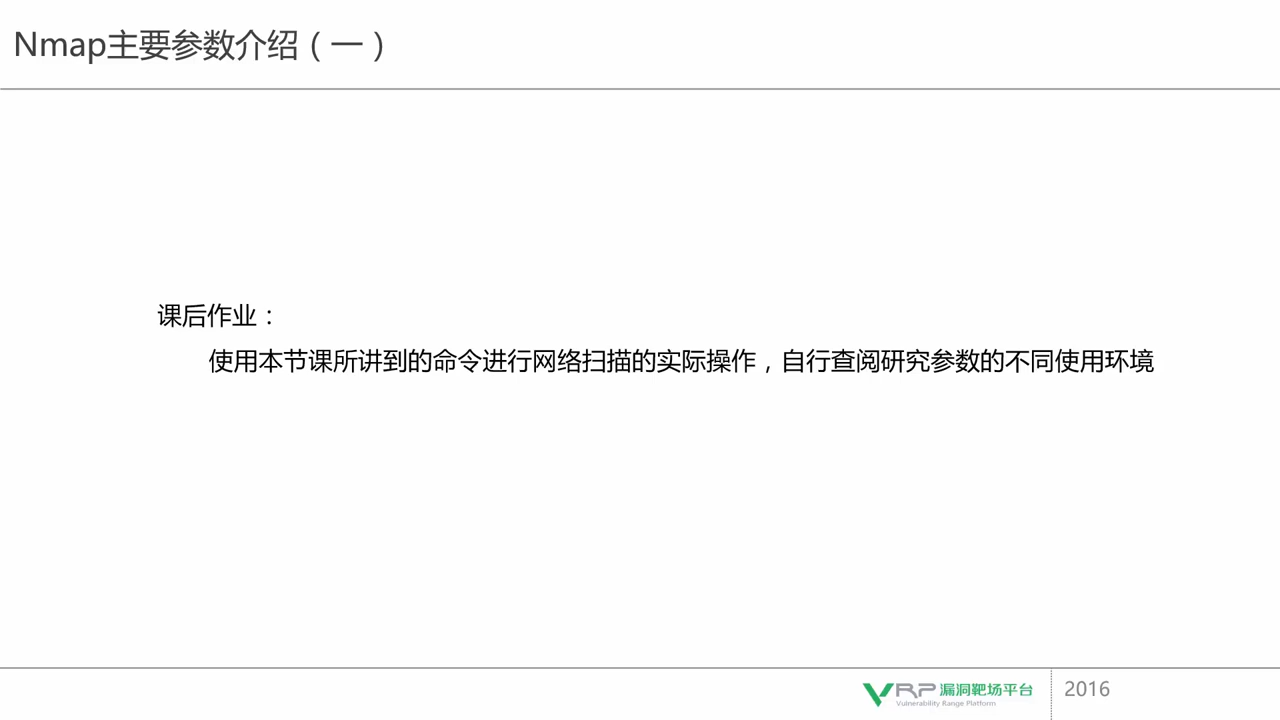 Nmap主要参数介绍（一）
课后作业：
使用本节课所讲到的命令进行网络扫描的实际操作，自行查阅研究参数的不同使用环境
VRP 漏洞靶场平台
Vulnerability Range Platform
2016